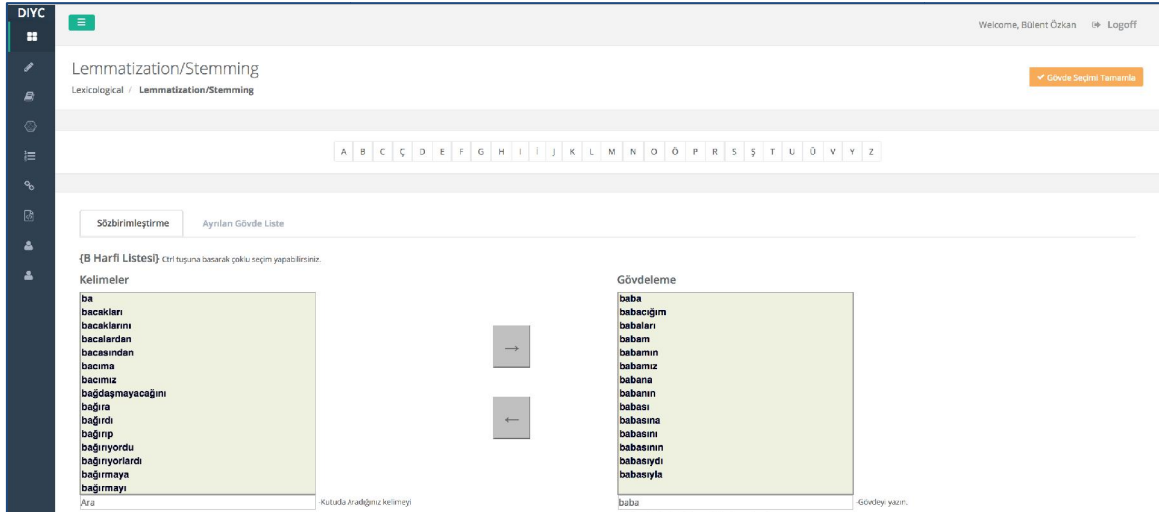 DIYC
Welcome, Bülent Özkan Logoff
Lemmatization/Stemming
Lexicological / Lemmatization/Stemming
Gövde Seçimi Tamamla
A B C Ç D E F G H I İ J K L M N O Ö P R S Ş T U Ü V Y Z
Sözbirimleştirme Ayrılan Gövde Liste
{B Harfi Listesi} Ctrl tuşuna basarak çoklu seçim yapabilirsiniz.
Kelimeler
ba
bacakları
bacaklarını
bacalardan
bacasından
bacıma
bacımız
bağdaşmayacağını
bağıra
bağırdı
bağırıp
bağırıyordu
bağırıyorlardı
bağırmaya
bağırmayı
Ara -Kutuda Aradığınız kelimeyi
→
←
Gövdeleme
baba
babacığım
babaları
babam
babamın
babamız
babana
babanın
babası
babasına
babasını
babasının
babasıydı
babasıyla
baba -Gövdeyi yazın.